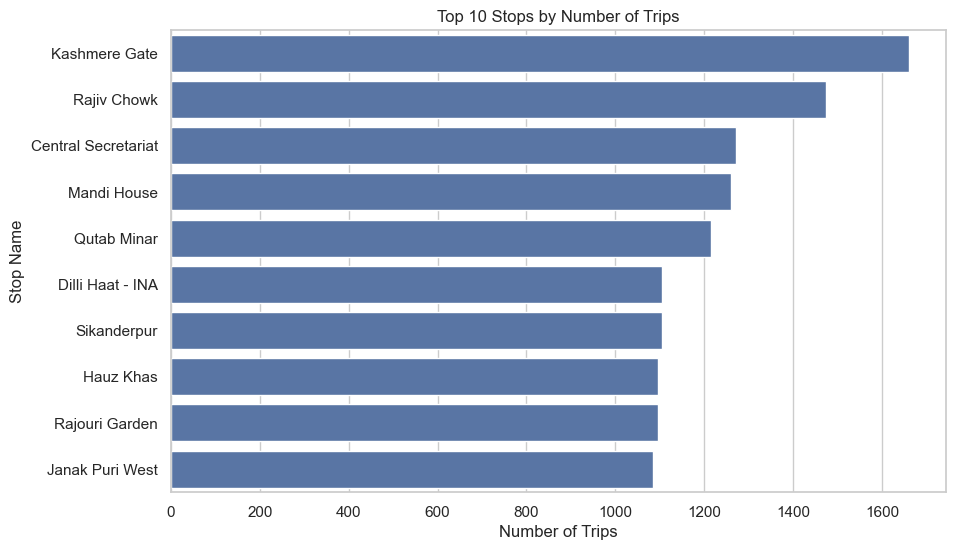 Top 10 Stops by Number of Trips
Kashmere Gate
Rajiv Chowk
Central Secretariat
Mandi House
Qutab Minar
Dilli Haat - INA
Sikanderpur
Hauz Khas
Rajouri Garden
Janak Puri West
Stop Name
0 200 400 600 800 1000 1200 1400 1600
Number of Trips